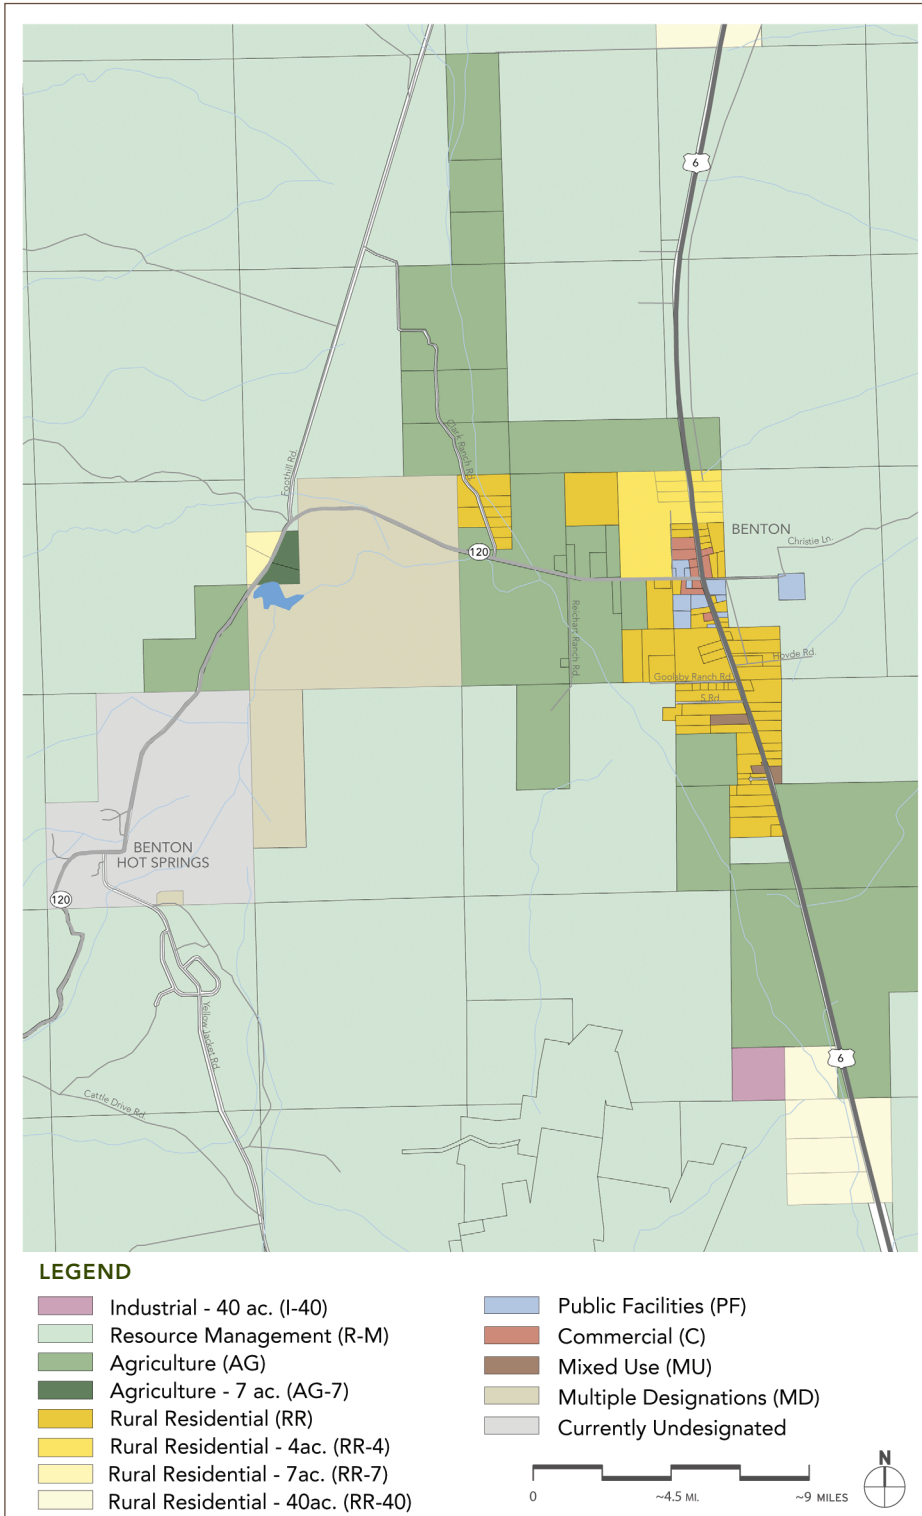 6
Foothill Rd.
Clark Ranch Rd.
BENTON
Christie Ln.
120
Reichart Ranch Rd.
Hovde Rd.
Goolsby Ranch Rd.
S Rd.
BENTON
HOT SPRINGS
120
Yellow Jacket Rd.
6
Cattle Drive Rd.
LEGEND
Industrial - 40 ac. (I-40)
Resource Management (R-M)
Agriculture (AG)
Agriculture - 7 ac. (AG-7)
Rural Residential (RR)
Rural Residential - 4ac. (RR-4)
Rural Residential - 7ac. (RR-7)
Rural Residential - 40ac. (RR-40)
Public Facilities (PF)
Commercial (C)
Mixed Use (MU)
Multiple Designations (MD)
Currently Undesignated
0
~4.5 MI.
~9 MILES
N